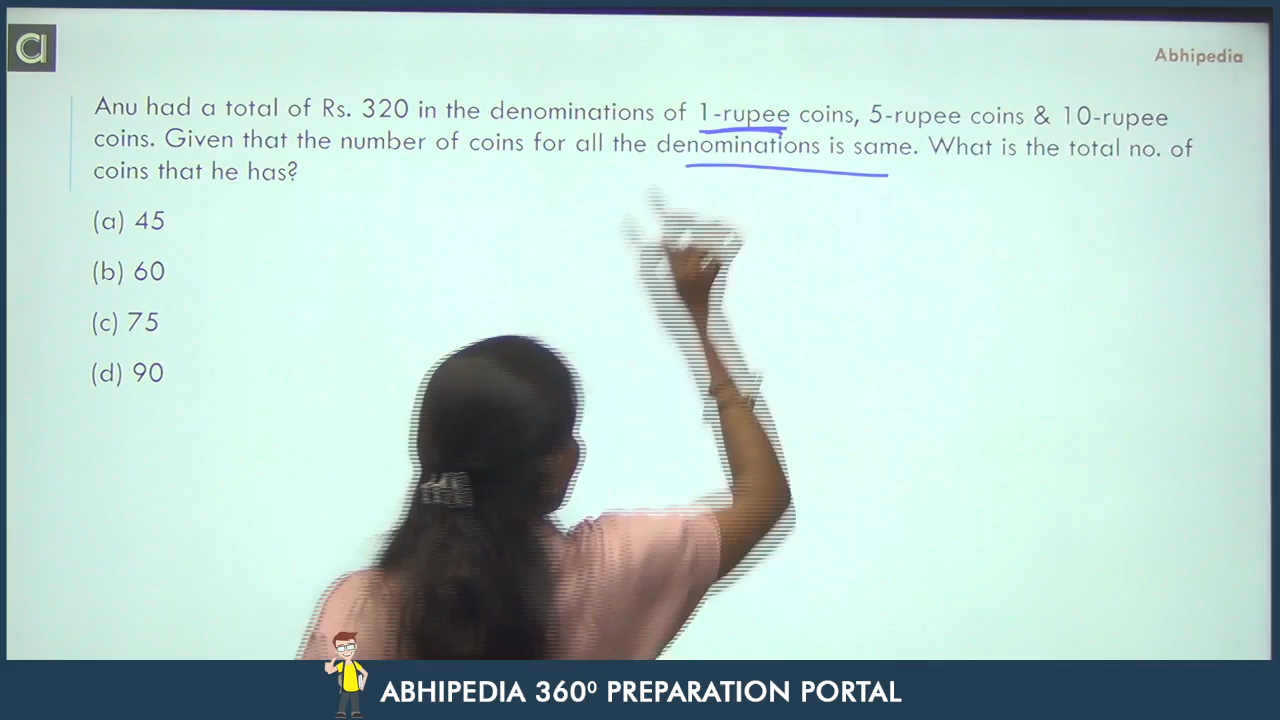 a
Abhipedia
Anu had a total of Rs. 320 in the denominations of 1-rupee coins, 5-rupee coins & 10-rupee
coins. Given that the number of coins for all the denominations is same. What is the total no. of
coins that he has?
(a) 45
(b) 60
(c) 75
(d) 90
ABHIPEDIA 360º PREPARATION PORTAL